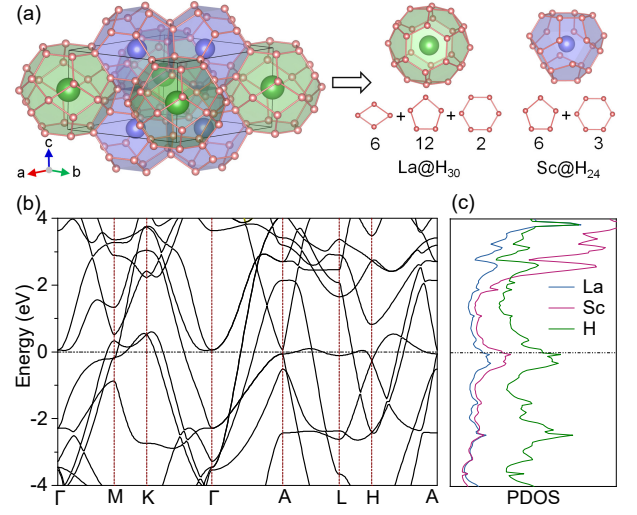 (a)
c
a
b
+ + +
6 12 2 6 3
La@H₃₀ Sc@H₂₄
(b) (c)
4
2
0
-2
-4
Energy (eV)
Γ M K Γ A L H A
La
Sc
H
PDOS